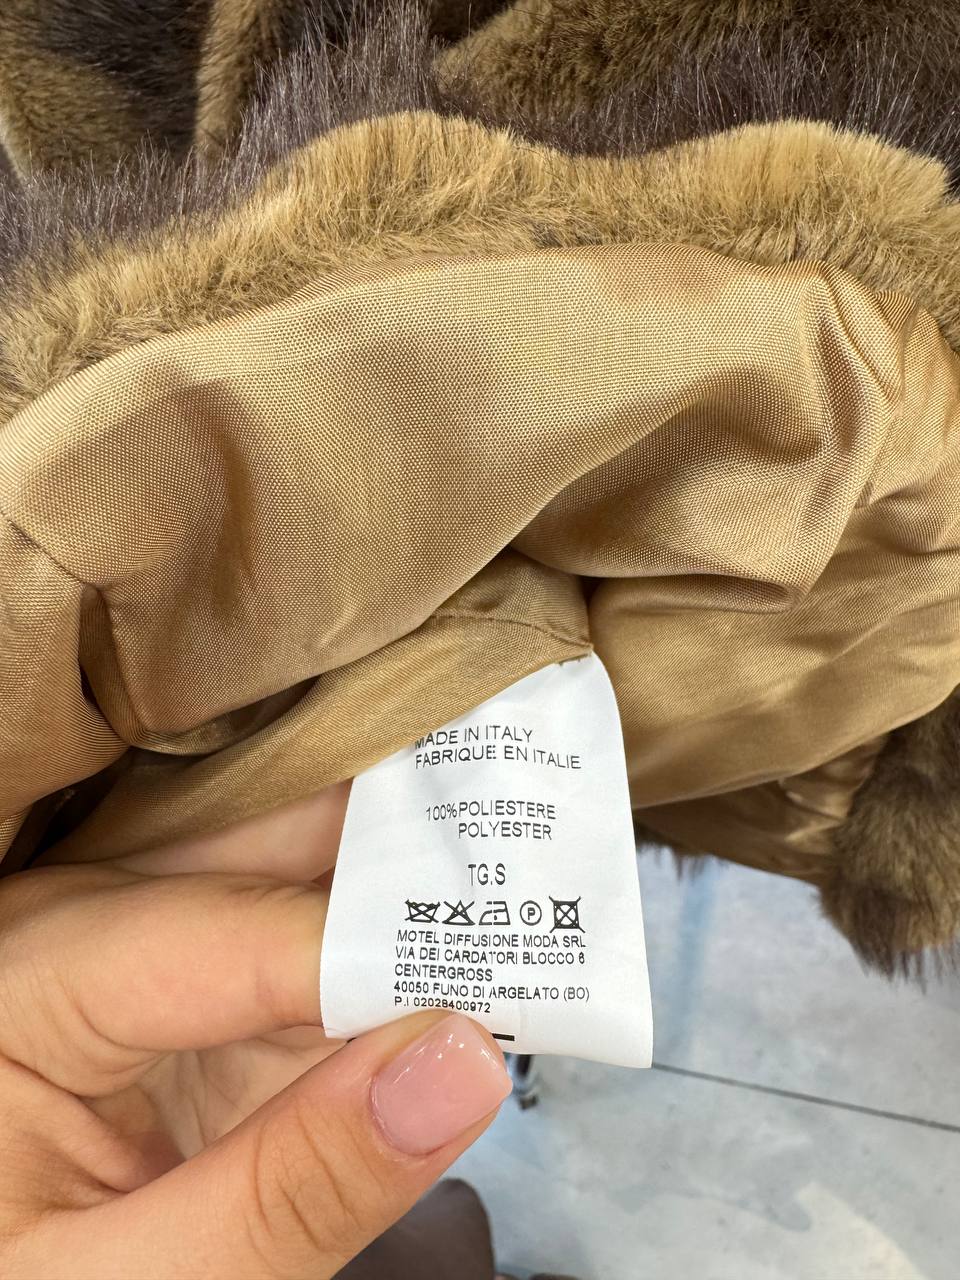 MADE IN ITALY
FABRIQUE EN ITALIE
100%POLIESTERE
POLYESTER
TG.S
P
MOTEL DIFFUSIONE MODA SRL
VIA DEI CARDATORI BLOCCO 6
CENTERGROSS
40050 FUNO DI ARGELATO (BO)
P.I 02028400972